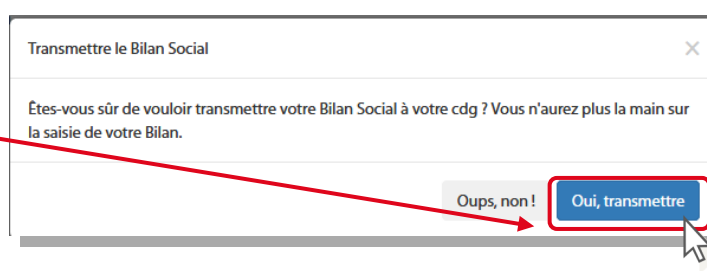 Transmettre le Bilan Social
Êtes-vous sûr de vouloir transmettre votre Bilan Social à votre cdg ? Vous n'aurez plus la main sur
la saisie de votre Bilan.
Oups, non !
Oui, transmettre